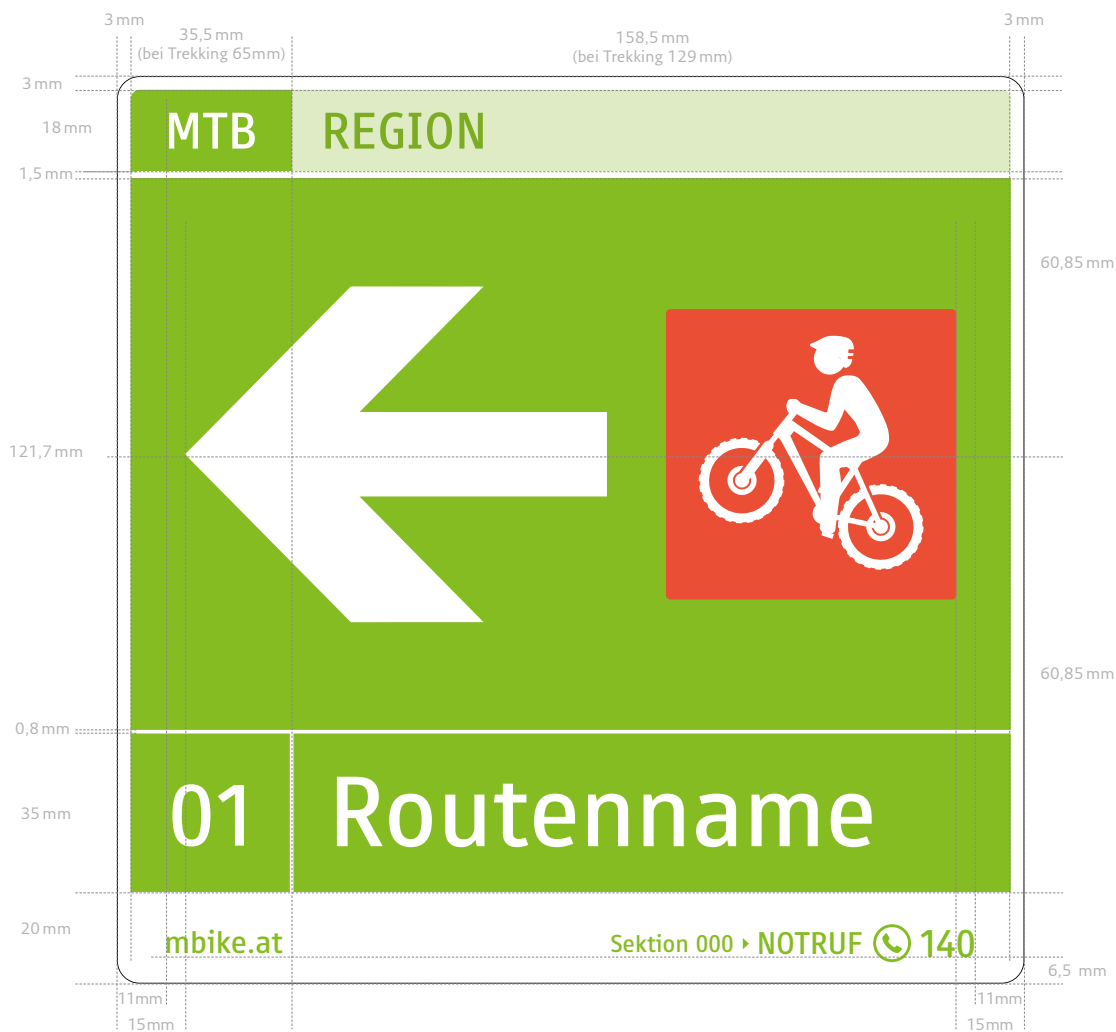 3 mm
3 mm
35,5 mm
(bei Trekking 65mm)
158,5 mm
(bei Trekking 129 mm)
3 mm
18 mm
MTB
REGION
1,5 mm
60,85 mm
121,7 mm
60,85 mm
0,8 mm
35 mm
01
Routenname
20 mm
mbike.at
Sektion 000 ▸ NOTRUF 140
6,5 mm
11mm
11mm
15mm
15mm